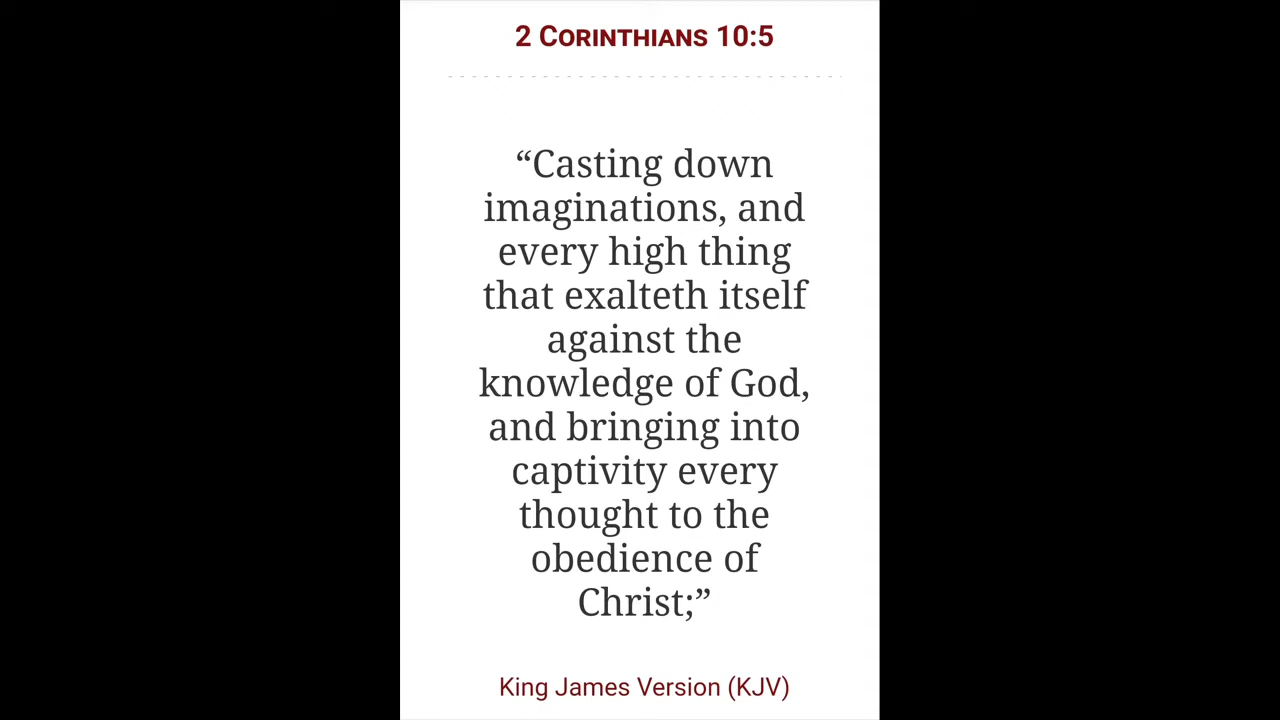 2 Corinthians 10:5
“Casting down
imaginations, and
every high thing
that exalteth itself
against the
knowledge of God,
and bringing into
captivity every
thought to the
obedience of
Christ;”
King James Version (KJV)